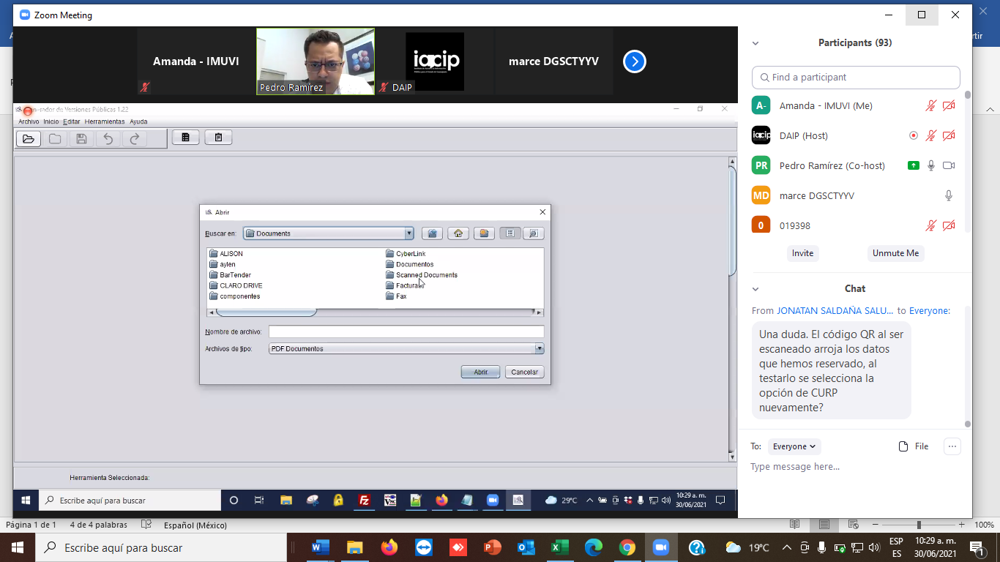 Zoom Meeting
Amanda - IMUVI
Pedro Ramírez
iacip
DAIP
marce DGSCTYYV
de Versiones Públicas 1.22
Archivo Inicio Editar Herramientas Ayuda
Abrir
Buscar en: Documents
ALISON
aylen
BarTender
CLARO DRIVE
componentes
CyberLink
Documentos
Scanned Documents
Facturas
Fax
Nombre de archivo:
Archivos de tipo: PDF Documentos
Abrir Cancelar
Herramienta Seleccionada:
Escribe aquí para buscar
29°C
10:29 a. m.
30/06/2021
Participants (93)
Find a participant
A- Amanda - IMUVI (Me)
iacip DAIP (Host)
PR Pedro Ramírez (Co-host)
MD marce DGSCTYYV
0 019398
Invite Unmute Me
Chat
From JONATAN SALDAÑA SALU... to Everyone:
Una duda. El código QR al ser
escaneado arroja los datos
que hemos reservado, al
testarlo se selecciona la
opción de CURP
nuevamente?
To: Everyone File
Type message here...
rtir
Página 1 de 1 4 de 4 palabras Español (México) 100%
Escribe aquí para buscar
19°C
ESP
ES
10:29 a. m.
30/06/2021
1